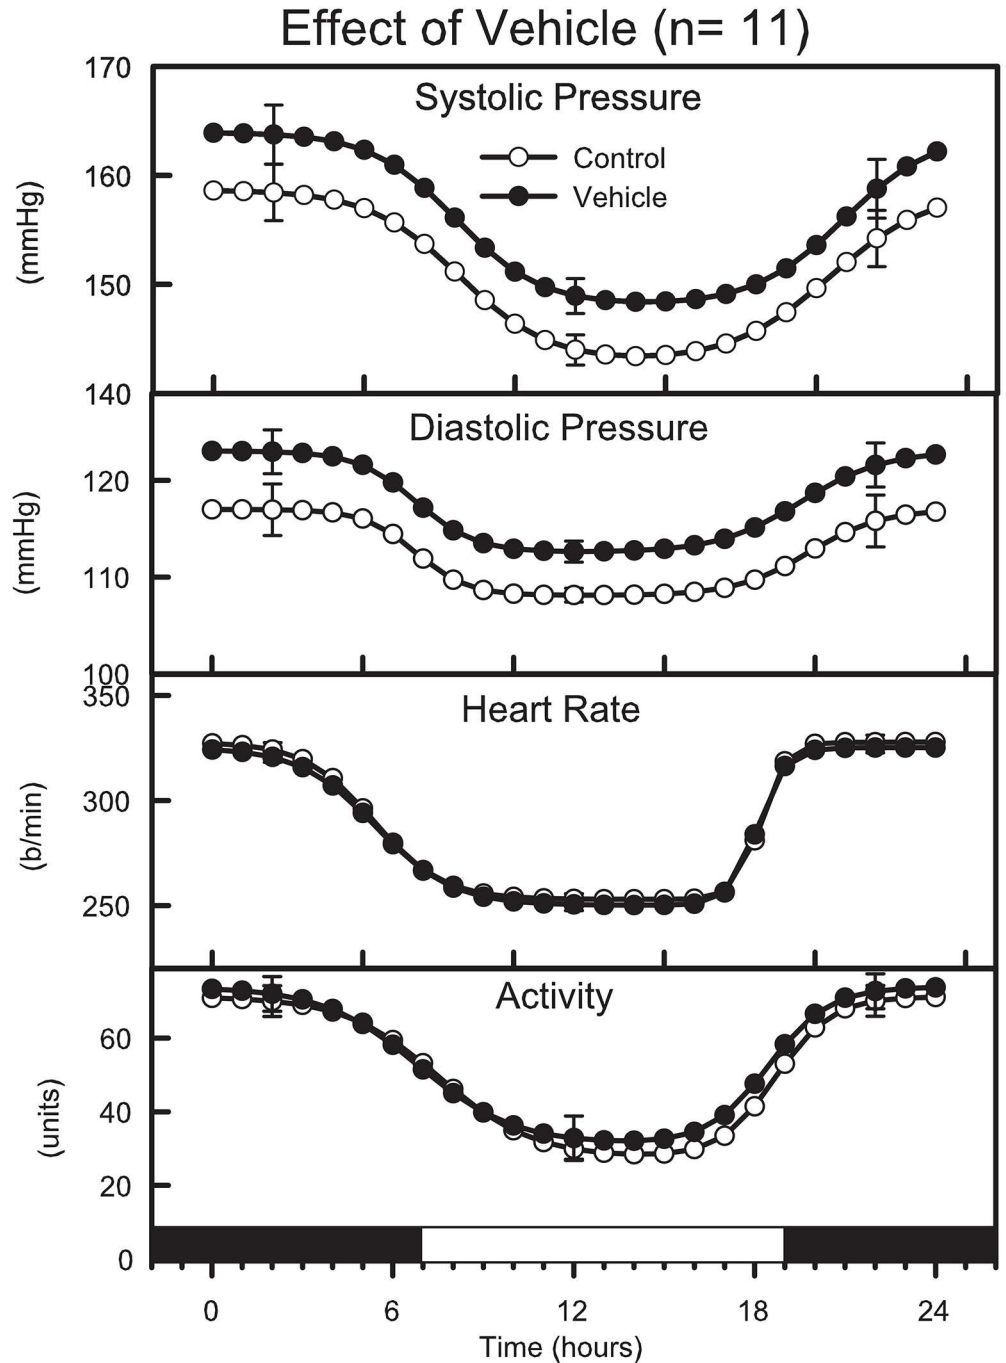 Effect of Vehicle (n= 11)
170
Systolic Pressure
Control
160
Vehicle
(mmHg)
150
140
Diastolic Pressure
120
(mmHg)
110
100
350
Heart Rate
300
(b/min)
250
Activity
60
40
(units)
20
0
0 6 12 18 24
Time (hours)